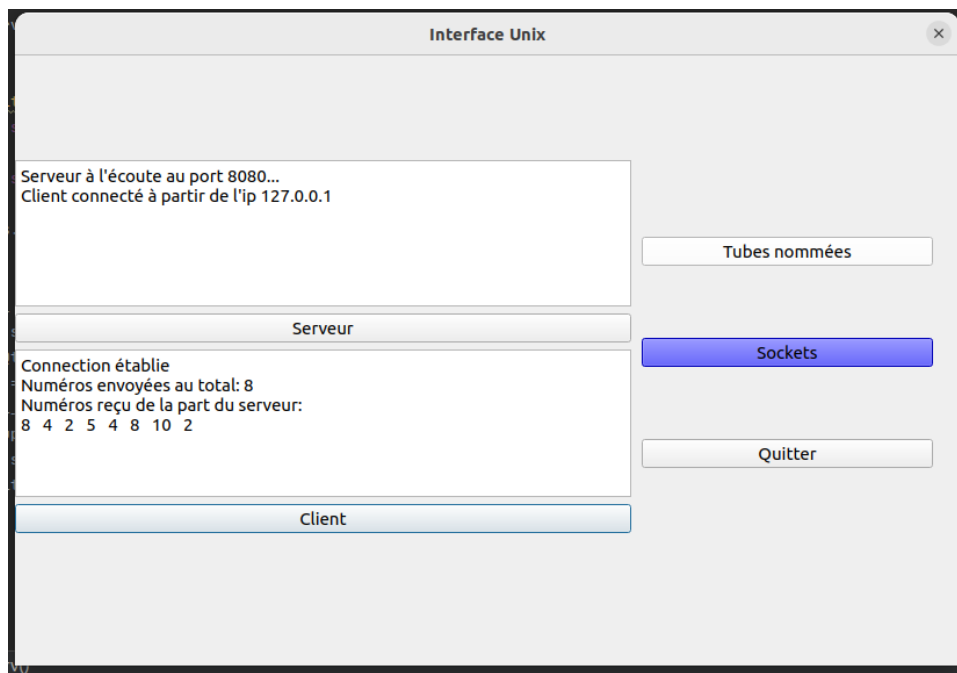 Interface Unix
Serveur à l'écoute au port 8080...
Client connecté à partir de l'ip 127.0.0.1
Tubes nommées
Serveur
Sockets
Connection établie
Numéros envoyées au total: 8
Numéros reçu de la part du serveur:
8 4 2 5 4 8 10 2
Quitter
Client